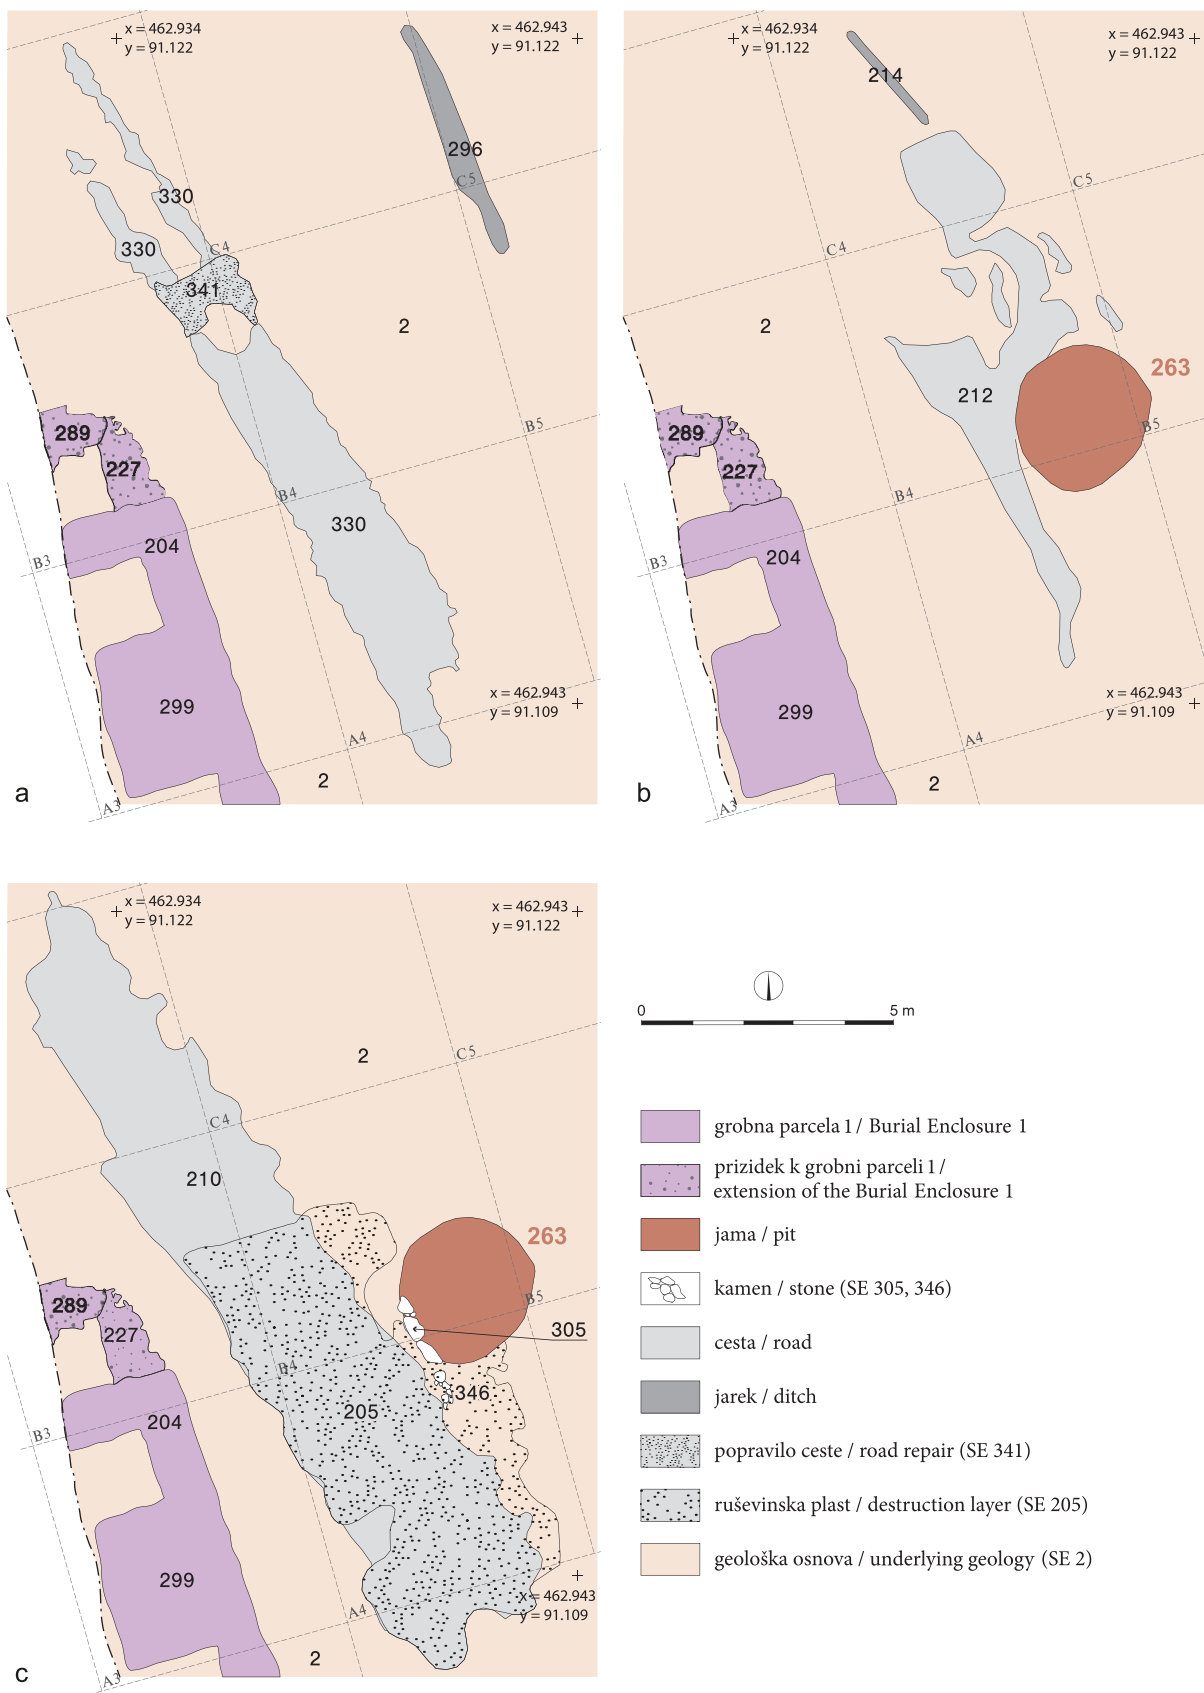 x = 462.934
y = 91.122
x = 462.943
y = 91.122
296
C5
330
330
C4
341
2
289
227
B5
B4
330
204
B3
299
x = 462.943
y = 91.109
A4
2
A3
a
x = 462.934
y = 91.122
x = 462.943
y = 91.122
214
C5
C4
2
263
212
289
B5
227
B4
204
B3
299
x = 462.943
y = 91.109
A4
2
A3
b
x = 462.934
y = 91.122
x = 462.943
y = 91.122
2
C5
C4
210
263
289
B5
305
227
B4
346
205
204
B3
299
x = 462.943
y = 91.109
A4
2
A3
c
0 5 m
grobna parcela 1 / Burial Enclosure 1
prizidek k grobni parceli 1 /
extension of the Burial Enclosure 1
jama / pit
kamen / stone (SE 305, 346)
cesta / road
jarek / ditch
popravilo ceste / road repair (SE 341)
ruševinska plast / destruction layer (SE 205)
geološka osnova / underlying geology (SE 2)